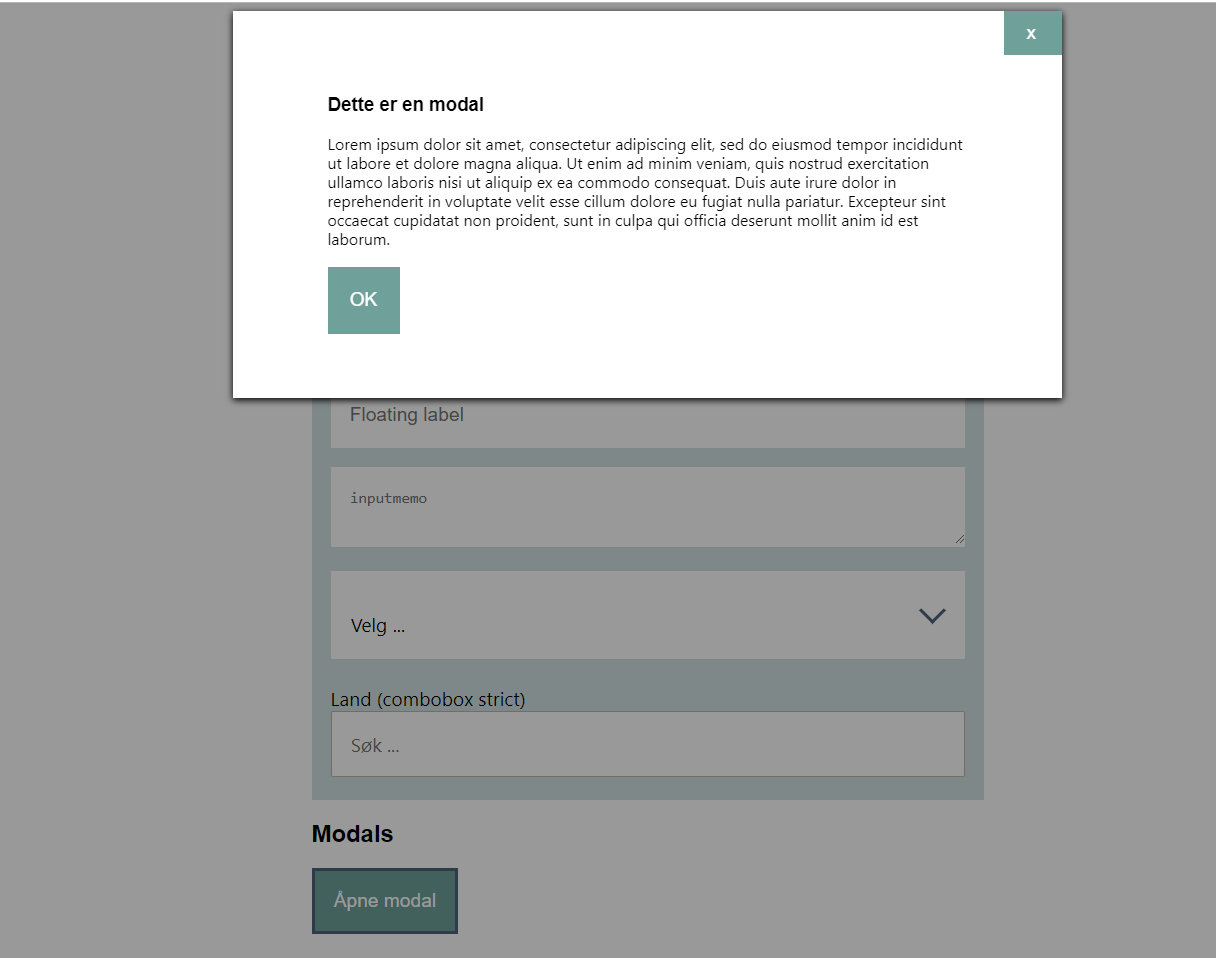 x
Dette er en modal
Lorem ipsum dolor sit amet, consectetur adipiscing elit, sed do eiusmod tempor incididunt
ut labore et dolore magna aliqua. Ut enim ad minim veniam, quis nostrud exercitation
ullamco laboris nisi ut aliquip ex ea commodo consequat. Duis aute irure dolor in
reprehenderit in voluptate velit esse cillum dolore eu fugiat nulla pariatur. Excepteur sint
occaecat cupidatat non proident, sunt in culpa qui officia deserunt mollit anim id est
laborum.
OK
Floating label
inputmemo
Velg ...
Land (combobox strict)
Søk ...
Modals
Åpne modal